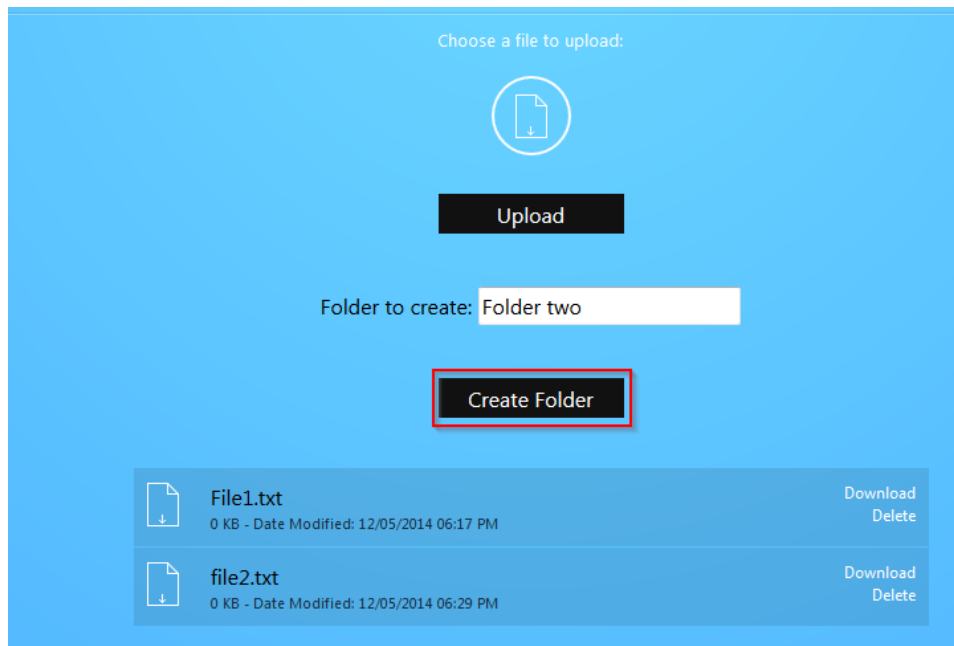 Choose a file to upload:
Upload
Folder to create: Folder two
Create Folder
File1.txt
0 KB - Date Modified: 12/05/2014 06:17 PM
Download
Delete
file2.txt
0 KB - Date Modified: 12/05/2014 06:29 PM
Download
Delete